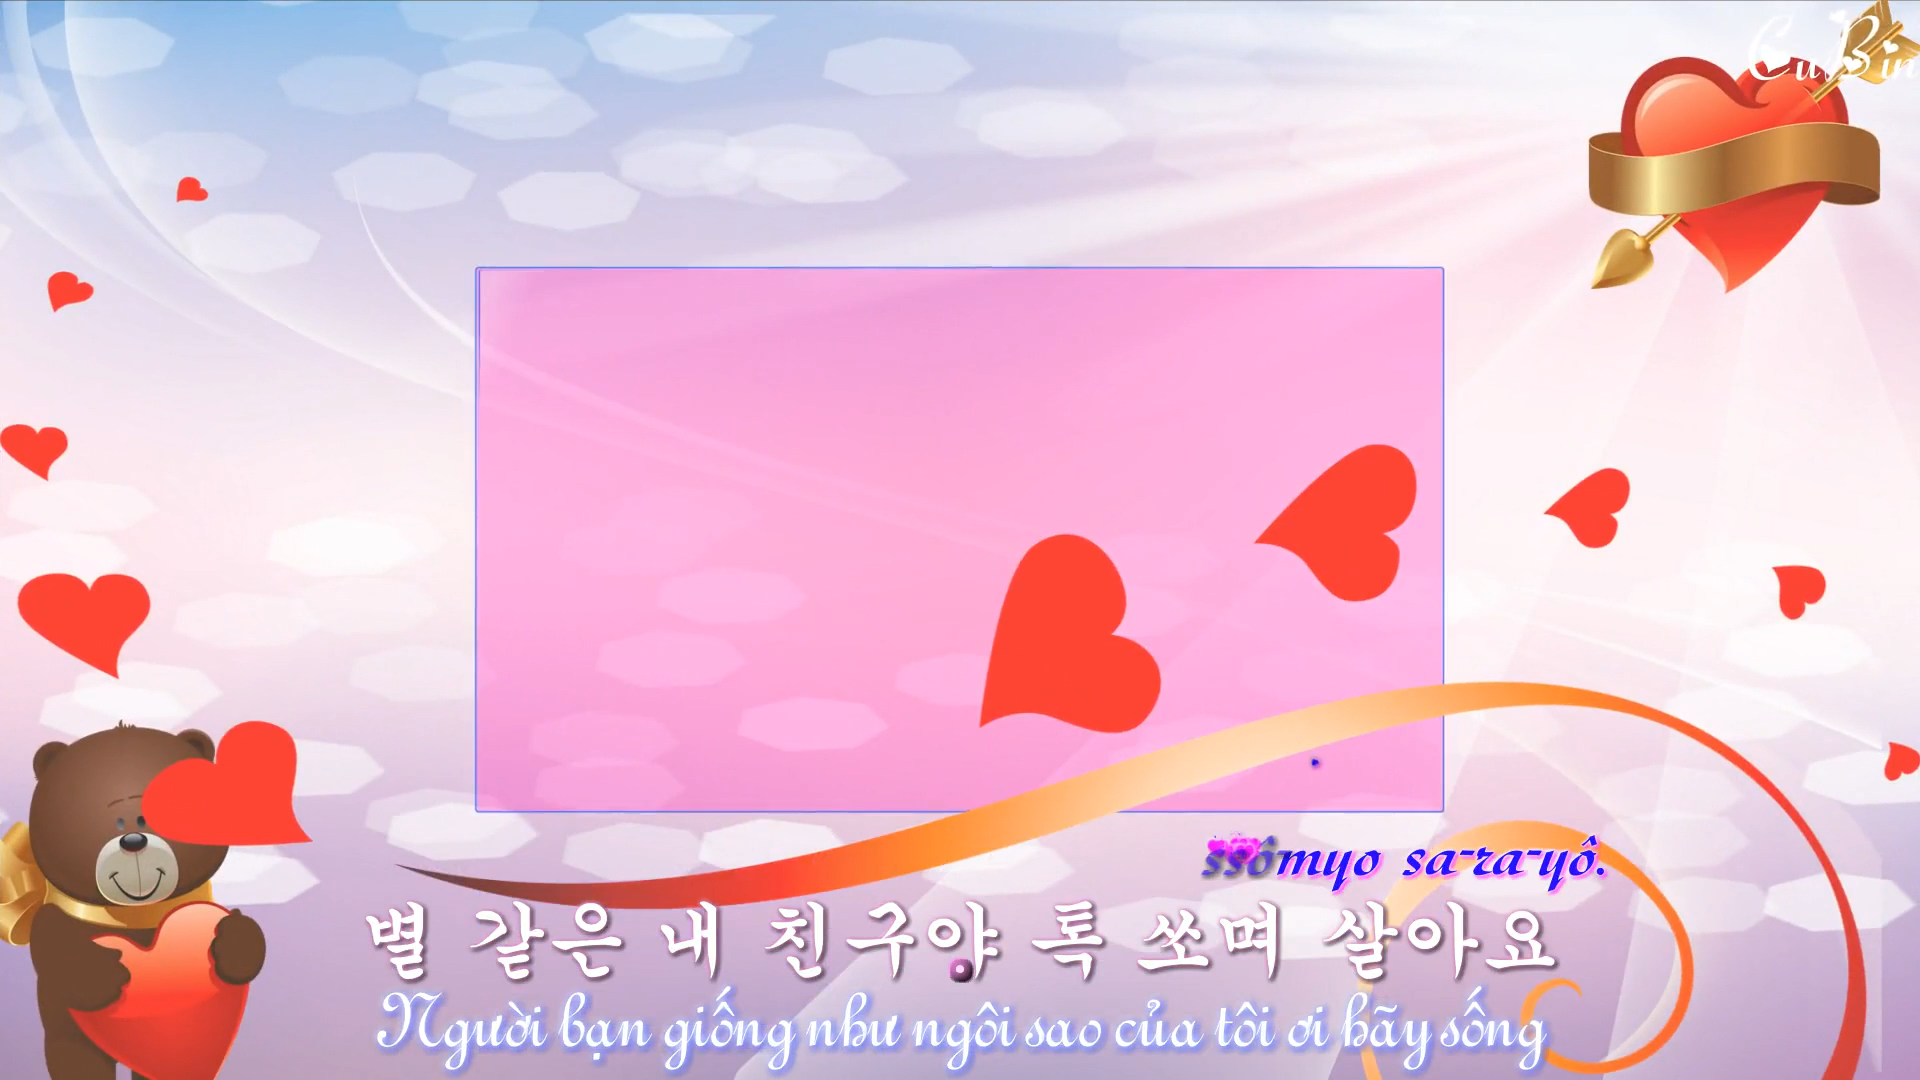 CuBin
ssômyo sa-ra-yô.
별 같은 내 친구야 톡 쏘며 살아요
Người bạn giống như ngôi sao của tôi ơi hãy sống